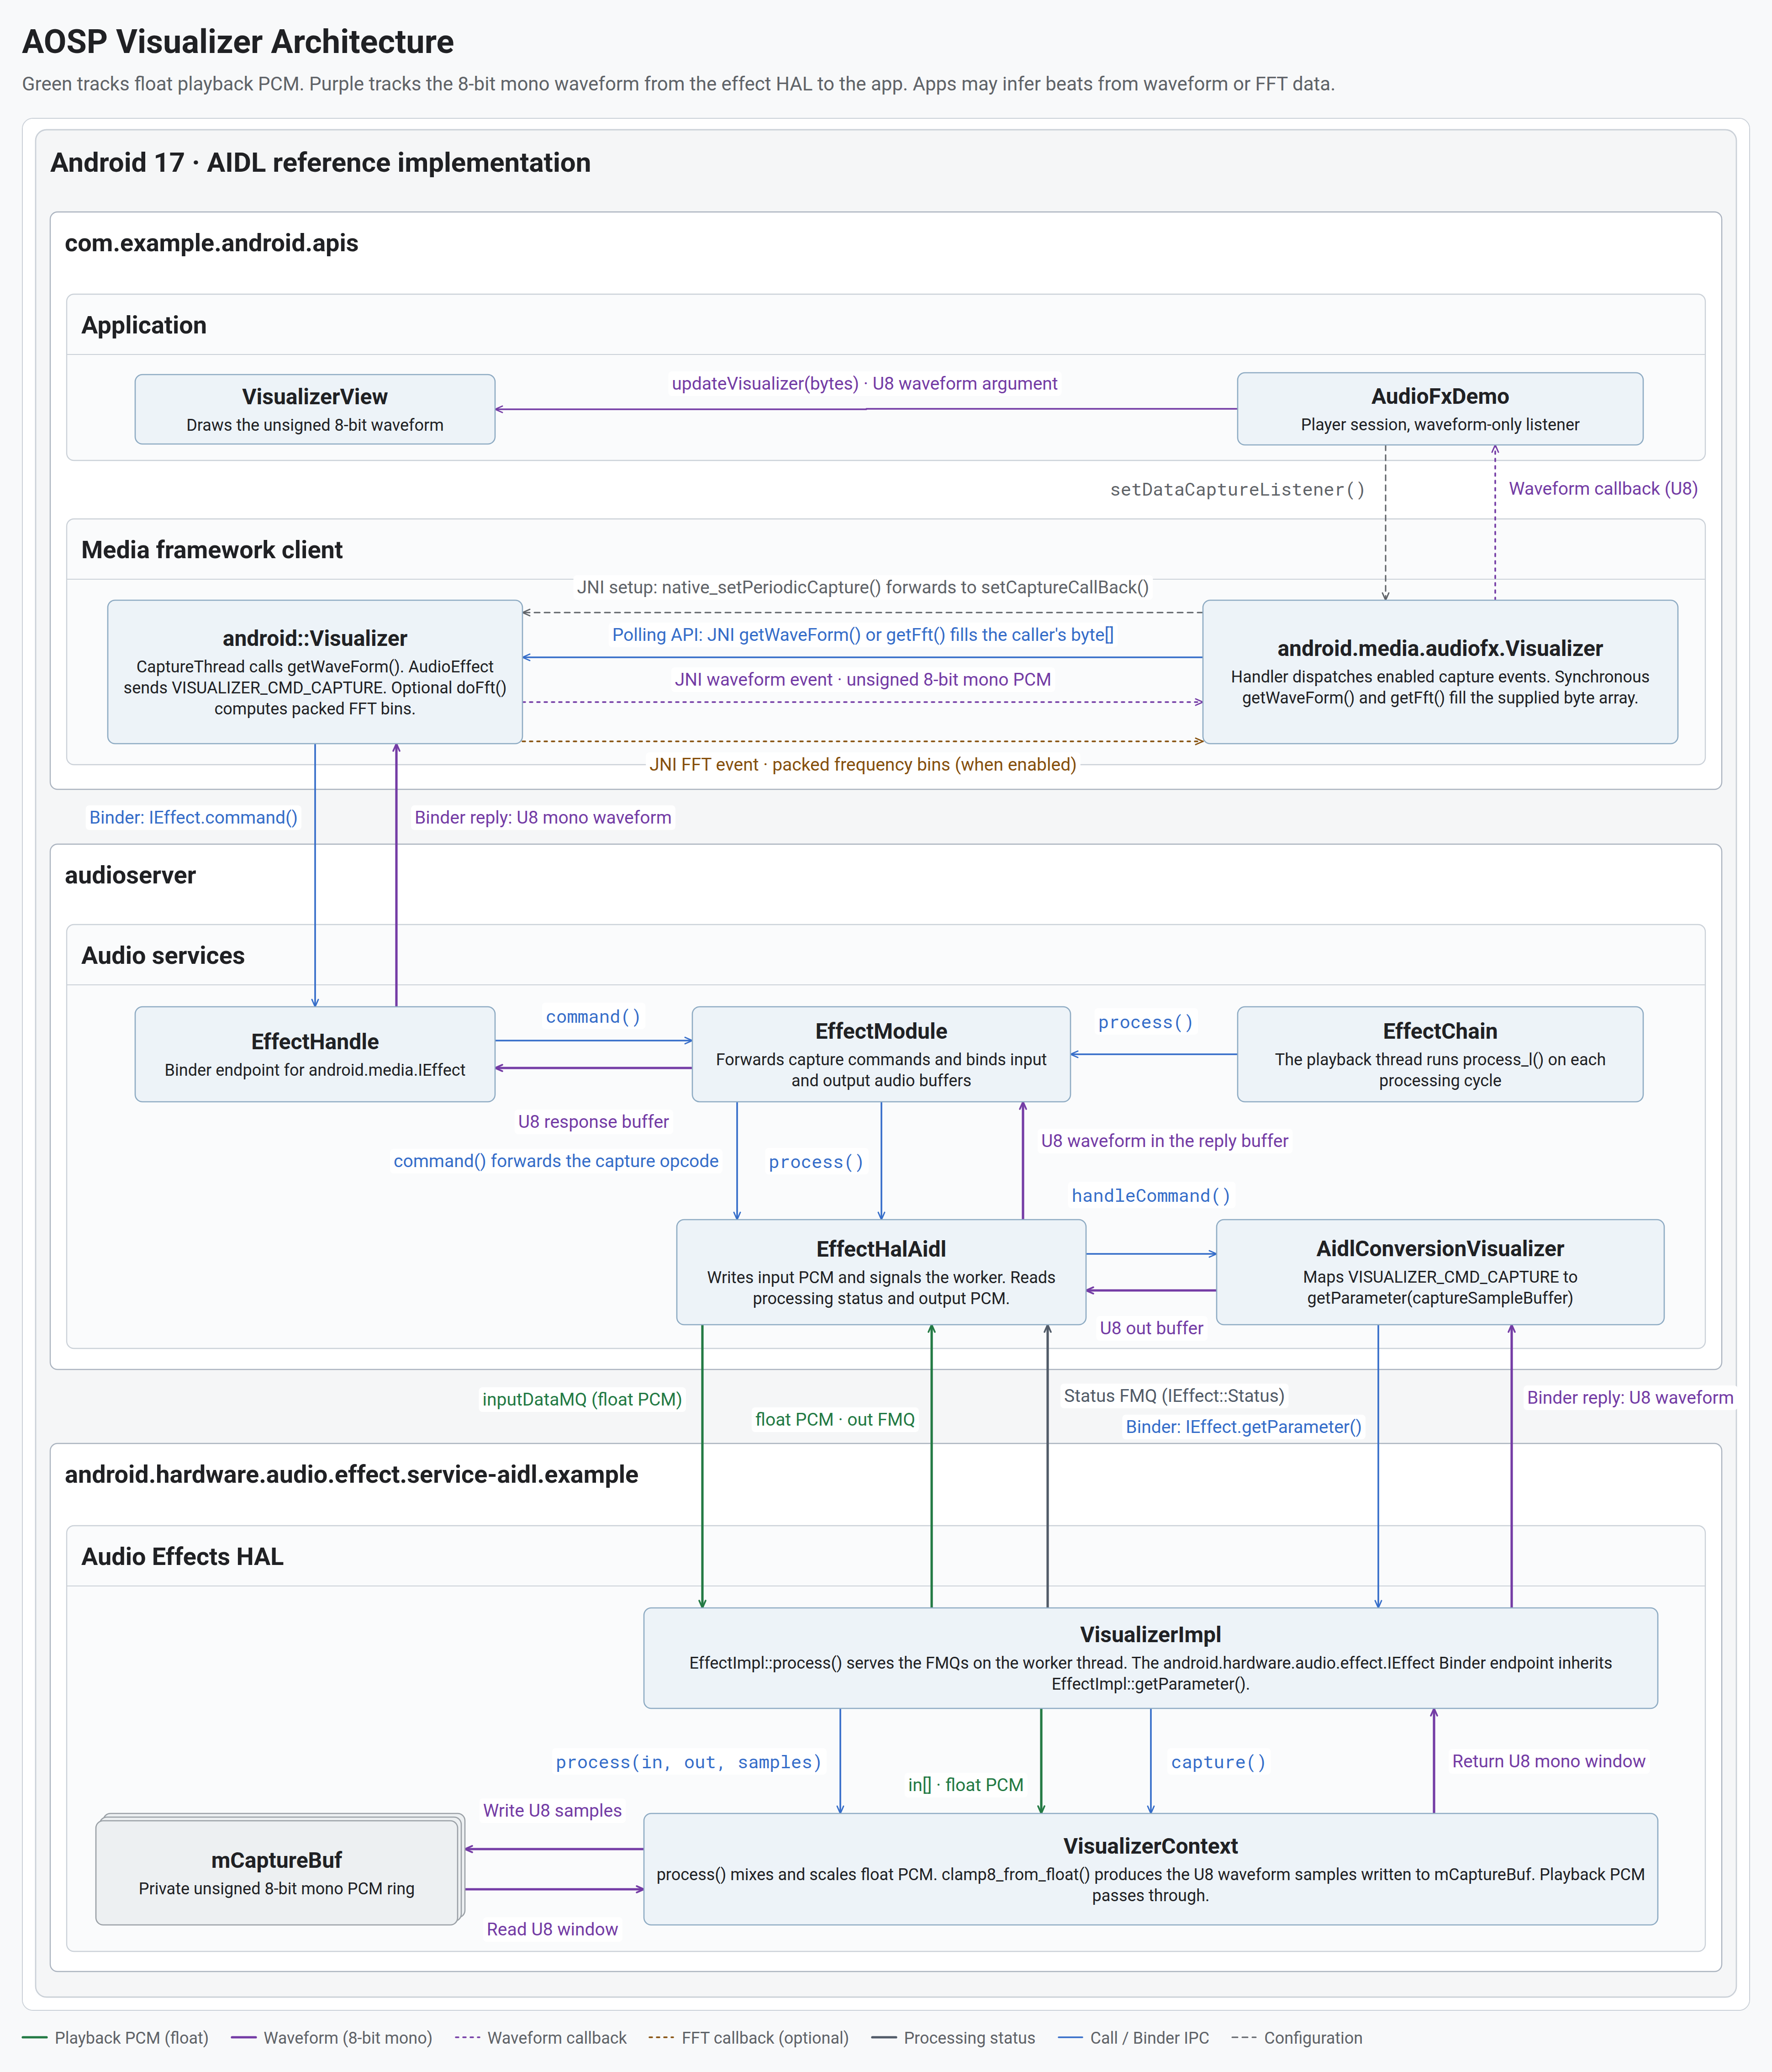 AOSP Visualizer Architecture
Green tracks float playback PCM. Purple tracks the 8-bit mono waveform from the effect HAL to the app. Apps may infer beats from waveform or FFT data.
Android 17 · AIDL reference implementation
com.example.android.apis
Application
VisualizerView
Draws the unsigned 8-bit waveform
updateVisualizer(bytes) · U8 waveform argument
AudioFxDemo
Player session, waveform-only listener
setDataCaptureListener()
Waveform callback (U8)
Media framework client
JNI setup: native_setPeriodicCapture() forwards to setCaptureCallBack()
android::Visualizer
CaptureThread calls getWaveForm(). AudioEffect
sends VISUALIZER_CMD_CAPTURE. Optional doFft()
computes packed FFT bins.
Polling API: JNI getWaveForm() or getFft() fills the caller's byte[]
JNI waveform event · unsigned 8-bit mono PCM
JNI FFT event · packed frequency bins (when enabled)
android.media.audiofx.Visualizer
Handler dispatches enabled capture events. Synchronous
getWaveForm() and getFft() fill the supplied byte array.
Binder: IEffect.command()
Binder reply: U8 mono waveform
audioserver
Audio services
EffectHandle
Binder endpoint for android.media.IEffect
command()
U8 response buffer
EffectModule
Forwards capture commands and binds input
and output audio buffers
process()
EffectChain
The playback thread runs process_l() on each
processing cycle
command() forwards the capture opcode
process()
U8 waveform in the reply buffer
handleCommand()
EffectHalAidl
Writes input PCM and signals the worker. Reads
processing status and output PCM.
U8 out buffer
AidlConversionVisualizer
Maps VISUALIZER_CMD_CAPTURE to
getParameter(captureSampleBuffer)
inputDataMQ (float PCM)
float PCM · out FMQ
Status FMQ (IEffect::Status)
Binder: IEffect.getParameter()
Binder reply: U8 waveform
android.hardware.audio.effect.service-aidl.example
Audio Effects HAL
VisualizerImpl
EffectImpl::process() serves the FMQs on the worker thread. The android.hardware.audio.effect.IEffect Binder endpoint inherits
EffectImpl::getParameter().
process(in, out, samples)
in[] · float PCM
capture()
Return U8 mono window
Write U8 samples
mCaptureBuf
Private unsigned 8-bit mono PCM ring
Read U8 window
VisualizerContext
process() mixes and scales float PCM. clamp8_from_float() produces the U8 waveform samples written to mCaptureBuf. Playback PCM
passes through.
Playback PCM (float)
Waveform (8-bit mono)
Waveform callback
FFT callback (optional)
Processing status
Call / Binder IPC
Configuration